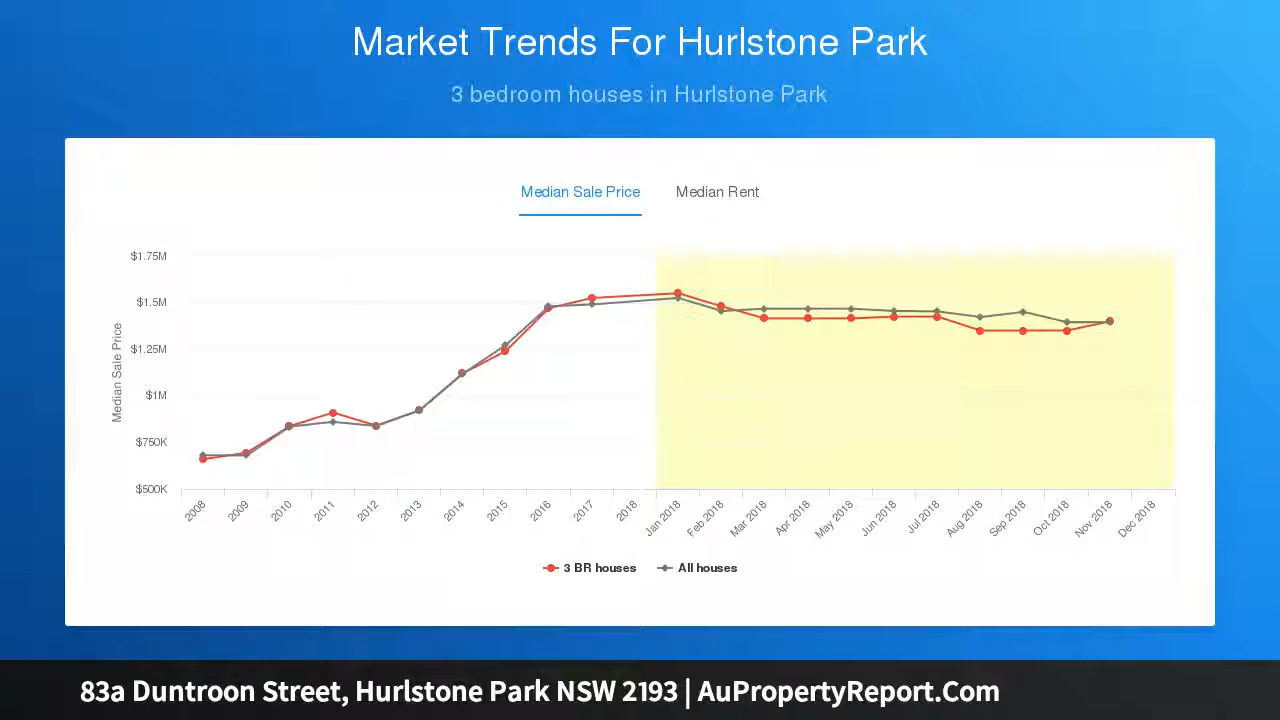 Market Trends For Hurlstone Park
3 bedroom houses in Hurlstone Park
Median Sale Price
Median Rent
Median Sale Price
$1.75M
$1.5M
$1.25M
$1M
$750K
$500K
2008
2009
2010
2011
2012
2013
2014
2015
2016
2017
2018
Jan 2018
Feb 2018
Mar 2018
Apr 2018
May 2018
Jun 2018
Jul 2018
Aug 2018
Sep 2018
Oct 2018
Nov 2018
Dec 2018
3 BR houses
All houses
83a Duntroon Street, Hurlstone Park NSW 2193 | AuPropertyReport.Com